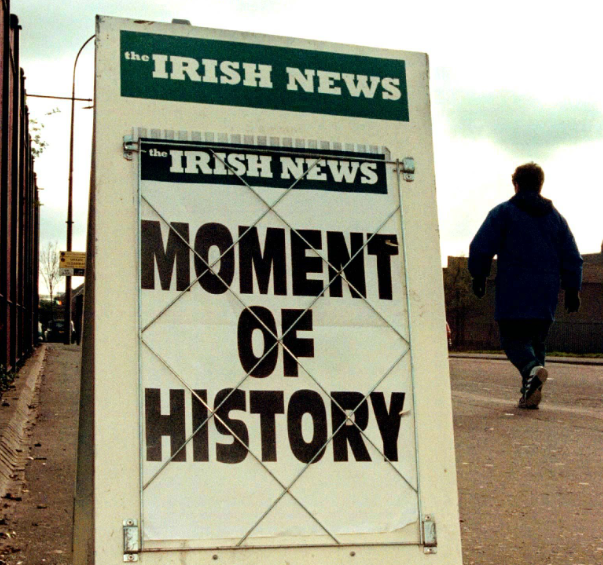 the IRISH NEWS
the IRISH NEWS
MOMENT
OF
HISTORY